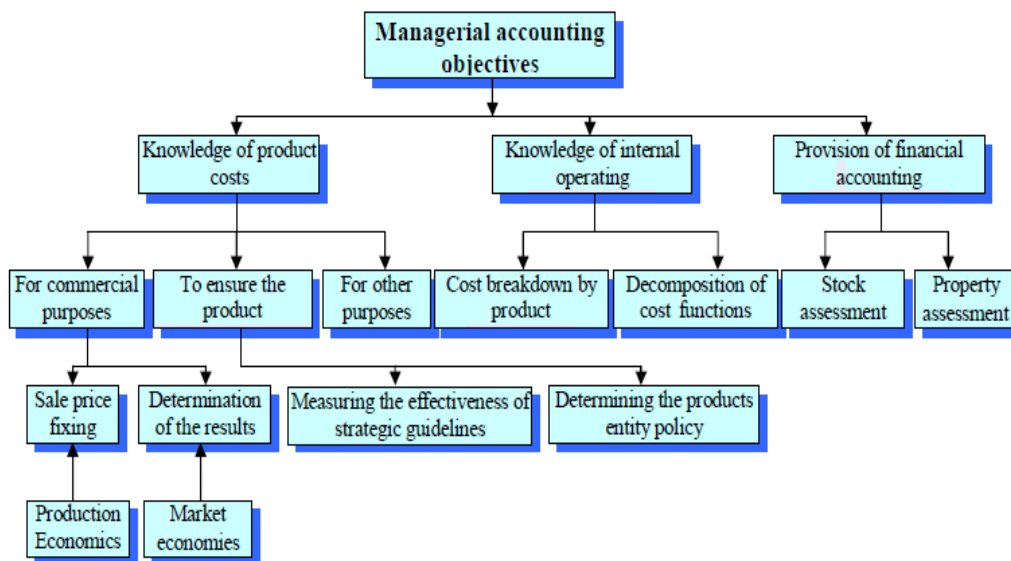 Managerial accounting
objectives
Knowledge of product
costs
Knowledge of internal
operating
Provision of financial
accounting
For commercial
purposes
To ensure the
product
For other
purposes
Cost breakdown by
product
Decomposition of
cost functions
Stock
assessment
Property
assessment
Sale price
fixing
Determination
of the results
Measuring the effectiveness of
strategic guidelines
Determining the products
entity policy
Production
Economics
Market
economies